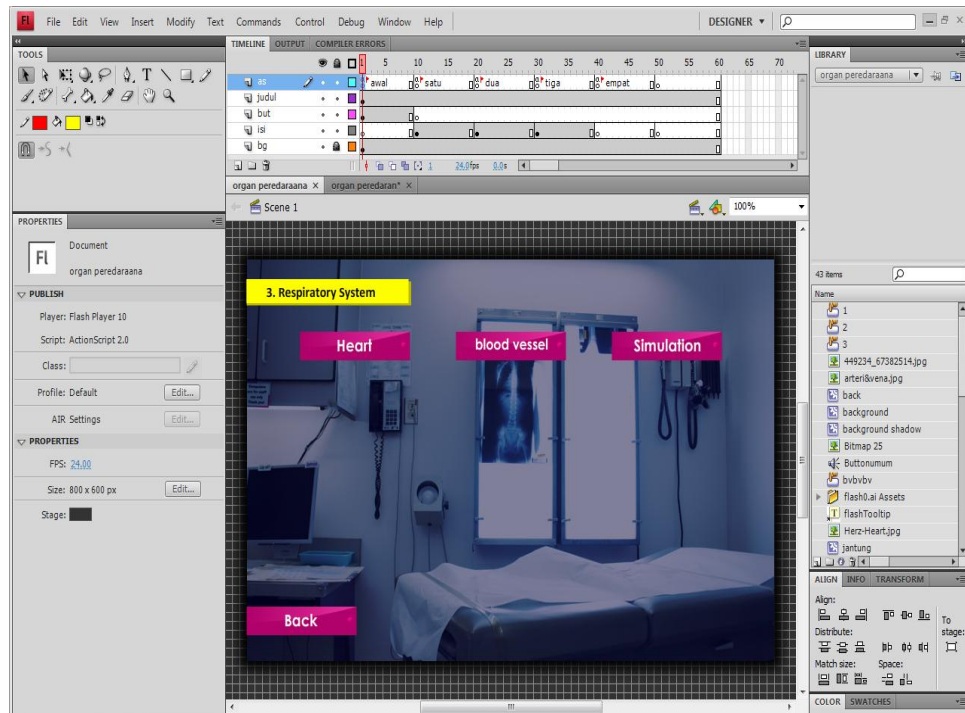 FL File Edit View Insert Modify Text Commands Control Debug Window Help DESIGNER
TOOLS
TIMELINE OUTPUT COMPILER ERRORS
1 5 10 15 20 25 30 35 40 45 50 55 60 65 70
as awal satu dua tiga empat
judul
but
isi
bg
1 24.0fps 0.0s
organ peredaraana × organ peredaran* ×
Scene 1 100%
PROPERTIES
Fl Document
organ peredaraana
PUBLISH
Player: Flash Player 10
Script: ActionScript 2.0
Class:
Profile: Default Edit...
AIR Settings Edit...
PROPERTIES
FPS: 24.00
Size: 800 x 600 px Edit...
Stage:
3. Respiratory System
Heart blood vessel Simulation
Back
LIBRARY
organ peredaraana
43 items
Name
1
2
3
449234_67382514.jpg
arteri&vena.jpg
back
background
background shadow
Bitmap 25
Buttonumum
bvbvbv
flash0.ai Assets
flashTooltip
Herz-Heart.jpg
jantung
ALIGN INFO TRANSFORM
Align:
To
stage:
Distribute:
Match size: Space:
COLOR SWATCHES